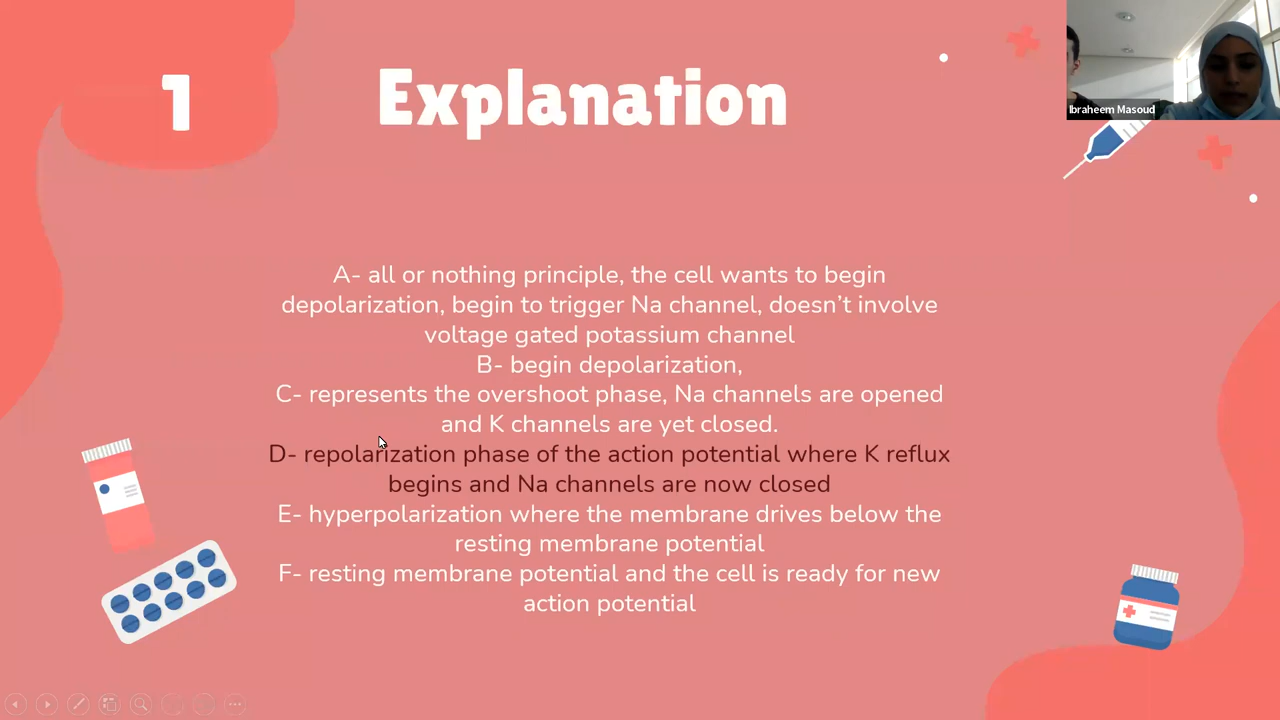 1
Explanation
Ibraheem Masoud
A- all or nothing principle, the cell wants to begin
depolarization, begin to trigger Na channel, doesn’t involve
voltage gated potassium channel
B- begin depolarization,
C- represents the overshoot phase, Na channels are opened
and K channels are yet closed.
D- repolarization phase of the action potential where K reflux
begins and Na channels are now closed
E- hyperpolarization where the membrane drives below the
resting membrane potential
F- resting membrane potential and the cell is ready for new
action potential